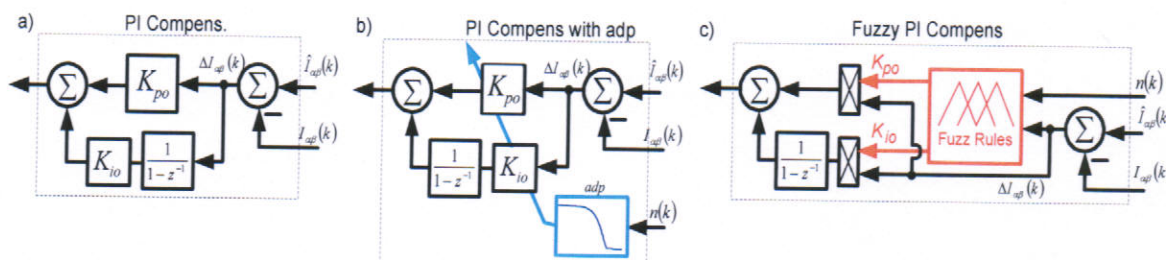 a) PI Compens.
Σ
K_po
ΔI_αβ(k)
Σ
Î_αβ(k)
I_αβ(k)
K_io
1
1-z⁻¹
b) PI Compens with adp
Σ
K_po
ΔI_αβ(k)
Σ
Î_αβ(k)
I_αβ(k)
1
1-z⁻¹
K_io
adp
n(k)
c) Fuzzy PI Compens
Σ
K_po
n(k)
Î_αβ(k)
Σ
Fuzz Rules
K_io
1
1-z⁻¹
ΔI_αβ(k)
I_αβ(k)